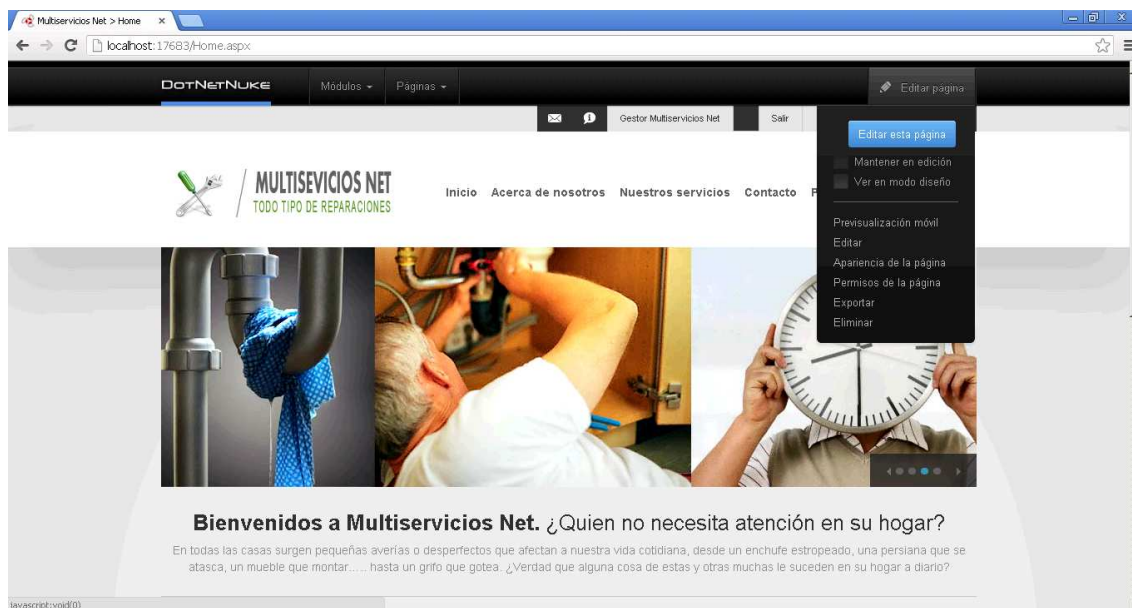 Multiservicios Net > Home
localhost:17683/Home.aspx
DOTNETNUKE Módulos Páginas Editar página
Gestor Multiservicios Net Salir
Editar esta página
Mantener en edición
Ver en modo diseño
Previsualización móvil
Editar
Apariencia de la página
Permisos de la página
Exportar
Eliminar
MULTISEVICIOS NET
TODO TIPO DE REPARACIONES
Inicio Acerca de nosotros Nuestros servicios Contacto P
Bienvenidos a Multiservicios Net. ¿Quien no necesita atención en su hogar?
En todas las casas surgen pequeñas averías o desperfectos que afectan a nuestra vida cotidiana, desde un enchufe estropeado, una persiana que se
atasca, un mueble que montar..... hasta un grifo que gotea. ¿Verdad que alguna cosa de estas y otras muchas le suceden en su hogar a diario?
javascript:void(0)